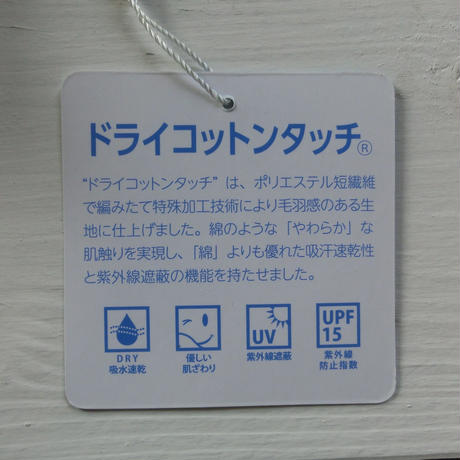 ドライコットンタッチ®
“ドライコットンタッチ”は、ポリエステル短繊維
で編みたて特殊加工技術により毛羽感のある生
地に仕上げました。綿のような「やわらか」な
肌触りを実現し、「綿」よりも優れた吸汗速乾性
と紫外線遮蔽の機能を持たせました。
DRY
吸水速乾
優しい
肌ざわり
UV
紫外線遮蔽
UPF
15
紫外線
防止指数